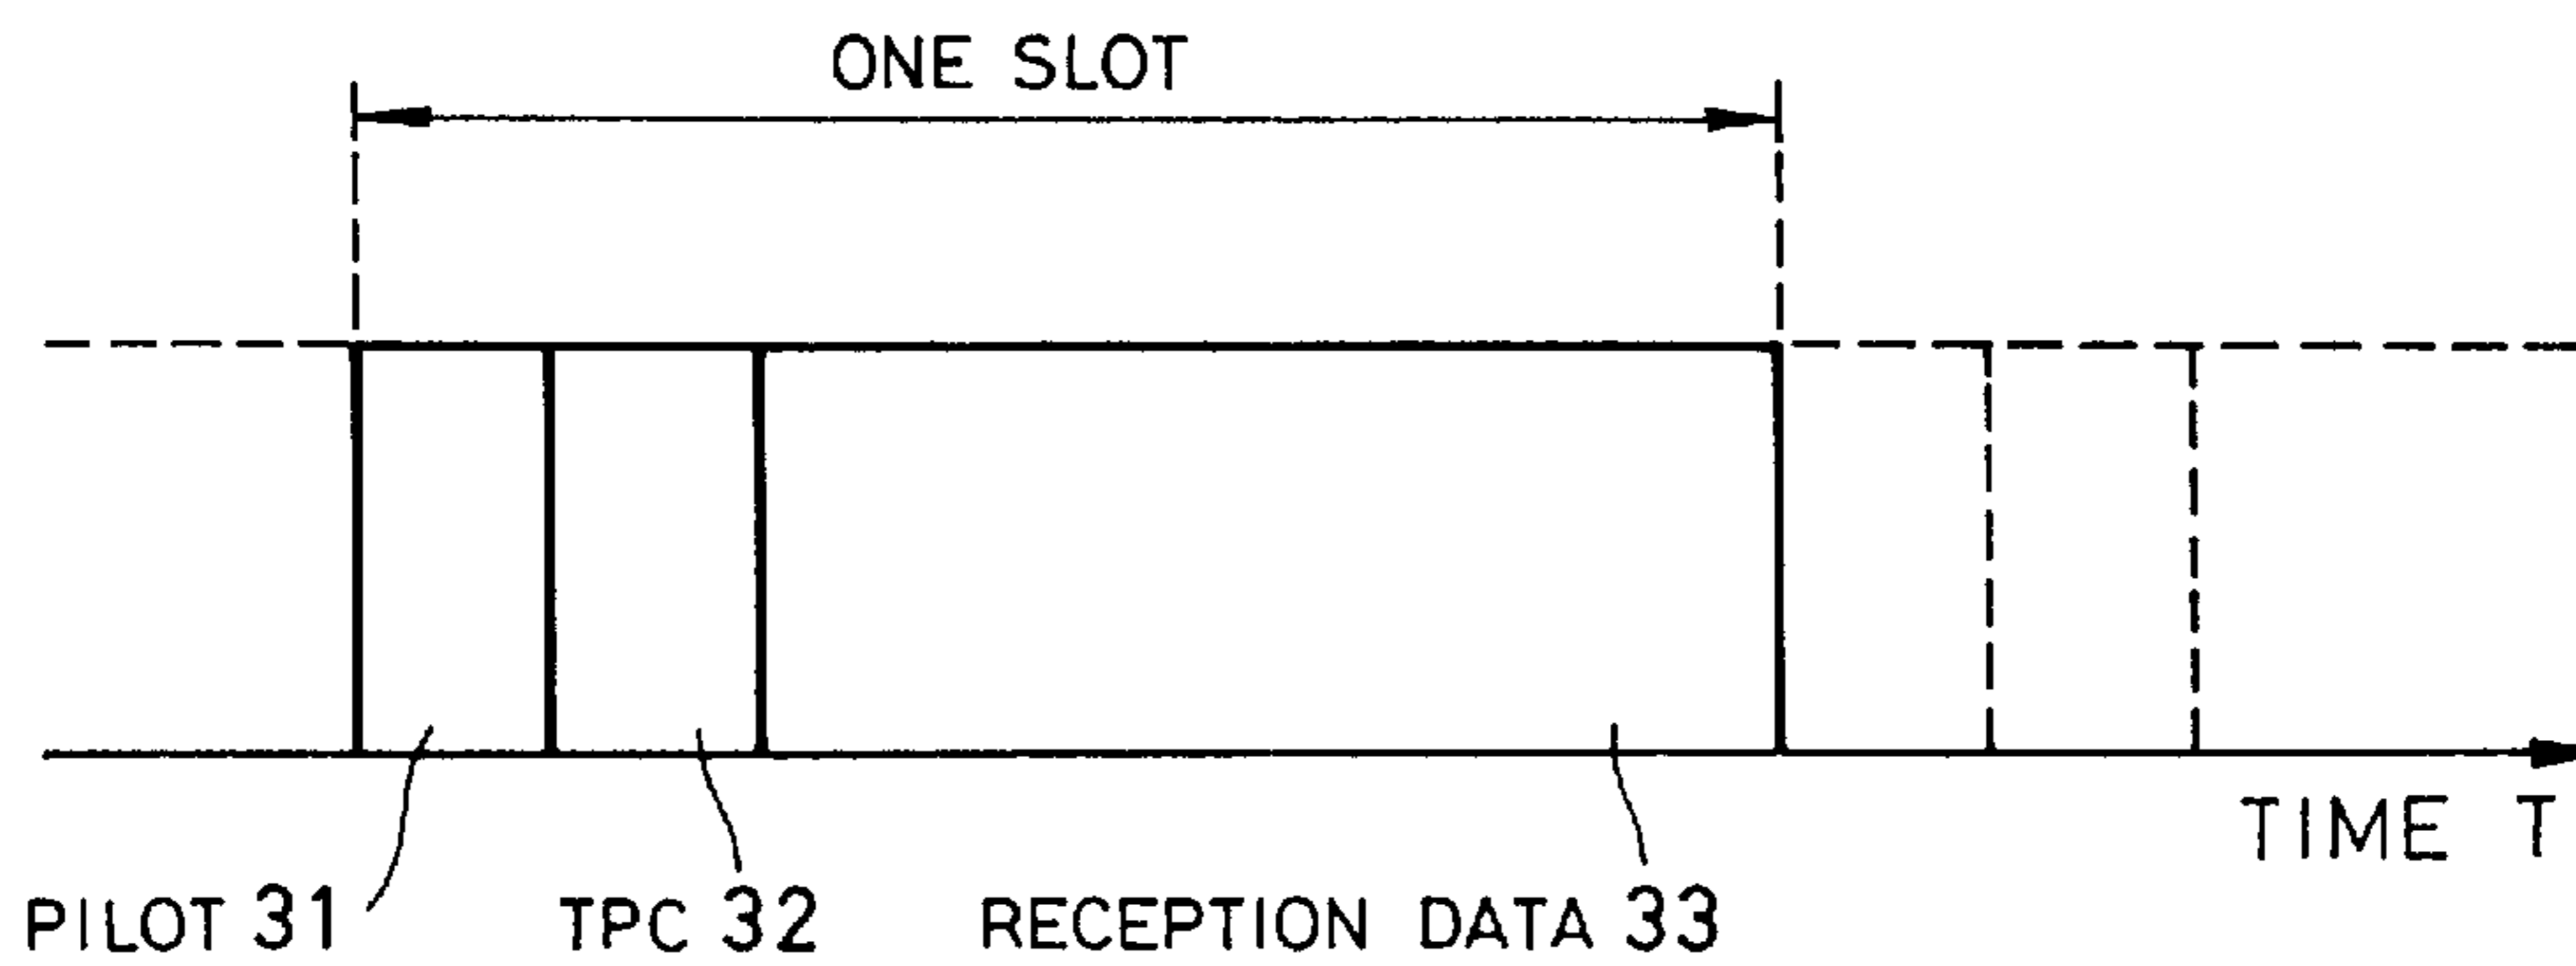 ONE SLOT
TIME T
PILOT 31
TPC 32
RECEPTION DATA 33